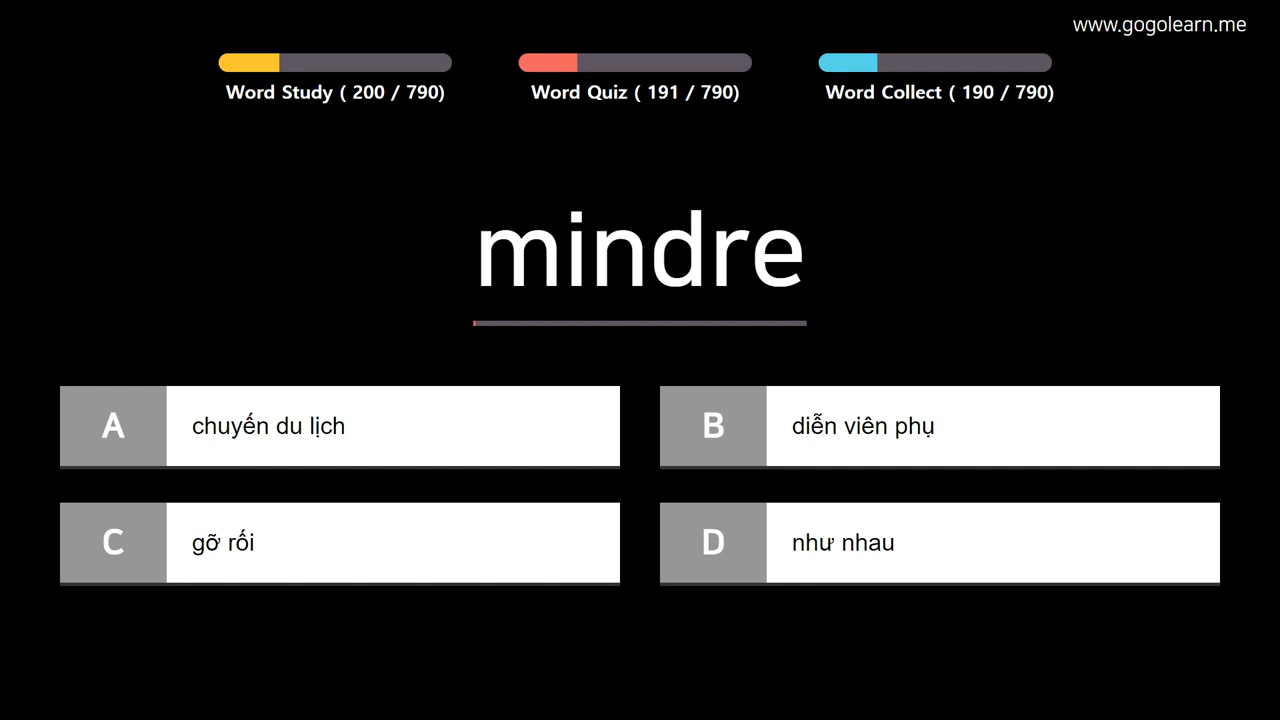 www.gogolearn.me
Word Study ( 200 / 790)
Word Quiz ( 191 / 790)
Word Collect ( 190 / 790)
mindre
A
chuyến du lịch
B
diễn viên phụ
C
gỡ rối
D
như nhau